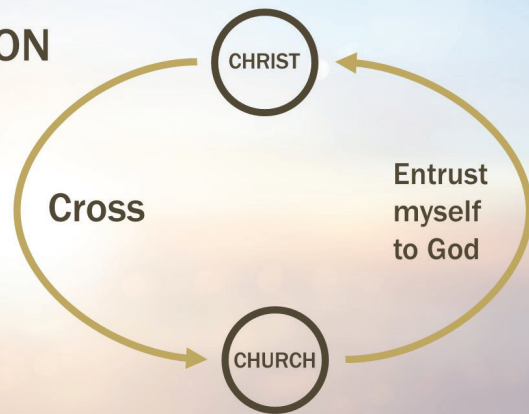 ON
CHRIST
Cross
Entrust
myself
to God
CHURCH